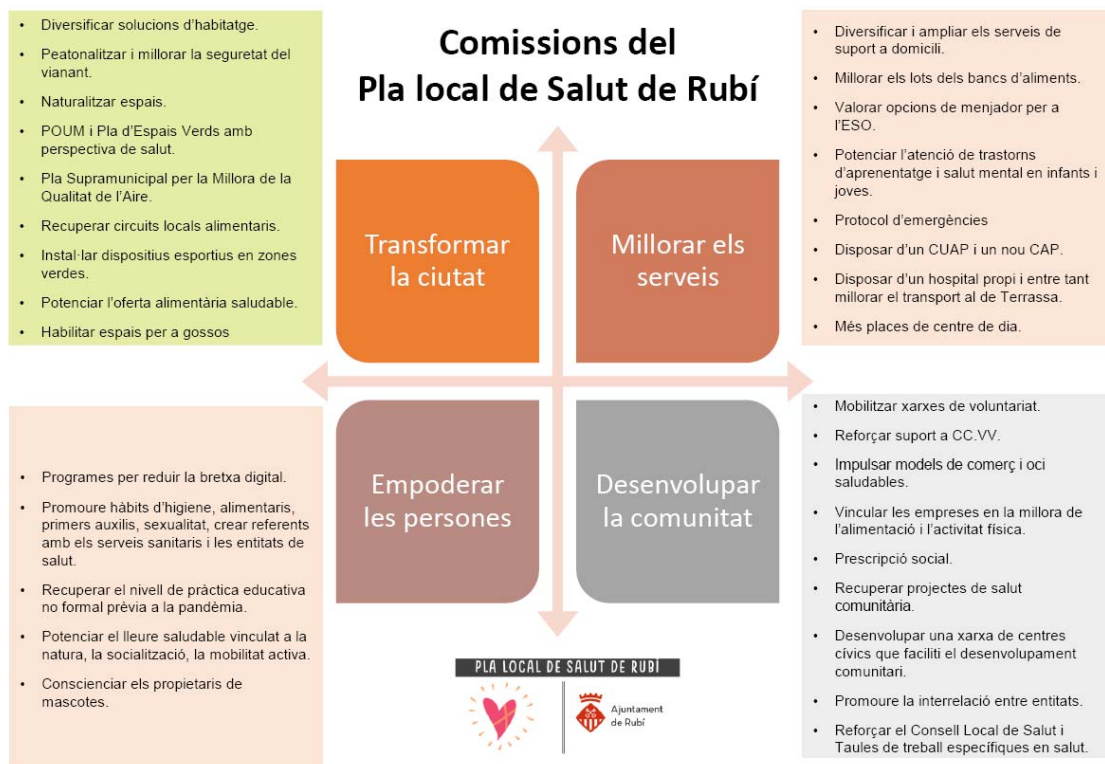 Comissions del
Pla local de Salut de Rubí
• Diversificar solucions d'habitatge.
• Peatonalitzar i millorar la seguretat del
vianant.
• Naturalitzar espais.
• POUM i Pla d'Espais Verds amb
perspectiva de salut.
• Pla Supramunicipal per la Millora de la
Qualitat de l'Aire.
• Recuperar circuits locals alimentaris.
• Instal·lar dispositius esportius en zones
verdes.
• Potenciar l'oferta alimentària saludable.
• Habilitar espais per a gossos
Transformar
la ciutat
Millorar els
serveis
• Diversificar i ampliar els serveis de
suport a domicili.
• Millorar els lots dels bancs d'aliments.
• Valorar opcions de menjador per a
l'ESO.
• Potenciar l'atenció de trastorns
d'aprenentatge i salut mental en infants i
joves.
• Protocol d'emergències
• Disposar d'un CUAP i un nou CAP.
• Disposar d'un hospital propi i entre tant
millorar el transport al de Terrassa.
• Més places de centre de dia.
• Programes per reduir la bretxa digital.
• Promoure hàbits d'higiene, alimentaris,
primers auxilis, sexualitat, crear referents
amb els serveis sanitaris i les entitats de
salut.
• Recuperar el nivell de pràctica educativa
no formal prèvia a la pandèmia.
• Potenciar el lleure saludable vinculat a la
natura, la socialització, la mobilitat activa.
• Conscienciar els propietaris de
mascotes.
Empoderar
les persones
Desenvolupar
la comunitat
• Mobilitzar xarxes de voluntariat.
• Reforçar suport a CC.VV.
• Impulsar models de comerç i oci
saludables.
• Vincular les empreses en la millora de
l'alimentació i l'activitat física.
• Prescripció social.
• Recuperar projectes de salut
comunitària.
• Desenvolupar una xarxa de centres
cívics que faciliti el desenvolupament
comunitari.
• Promoure la interrelació entre entitats.
• Reforçar el Consell Local de Salut i
Taules de treball específiques en salut.
PLA LOCAL DE SALUT DE RUBÍ
Ajuntament
de Rubí